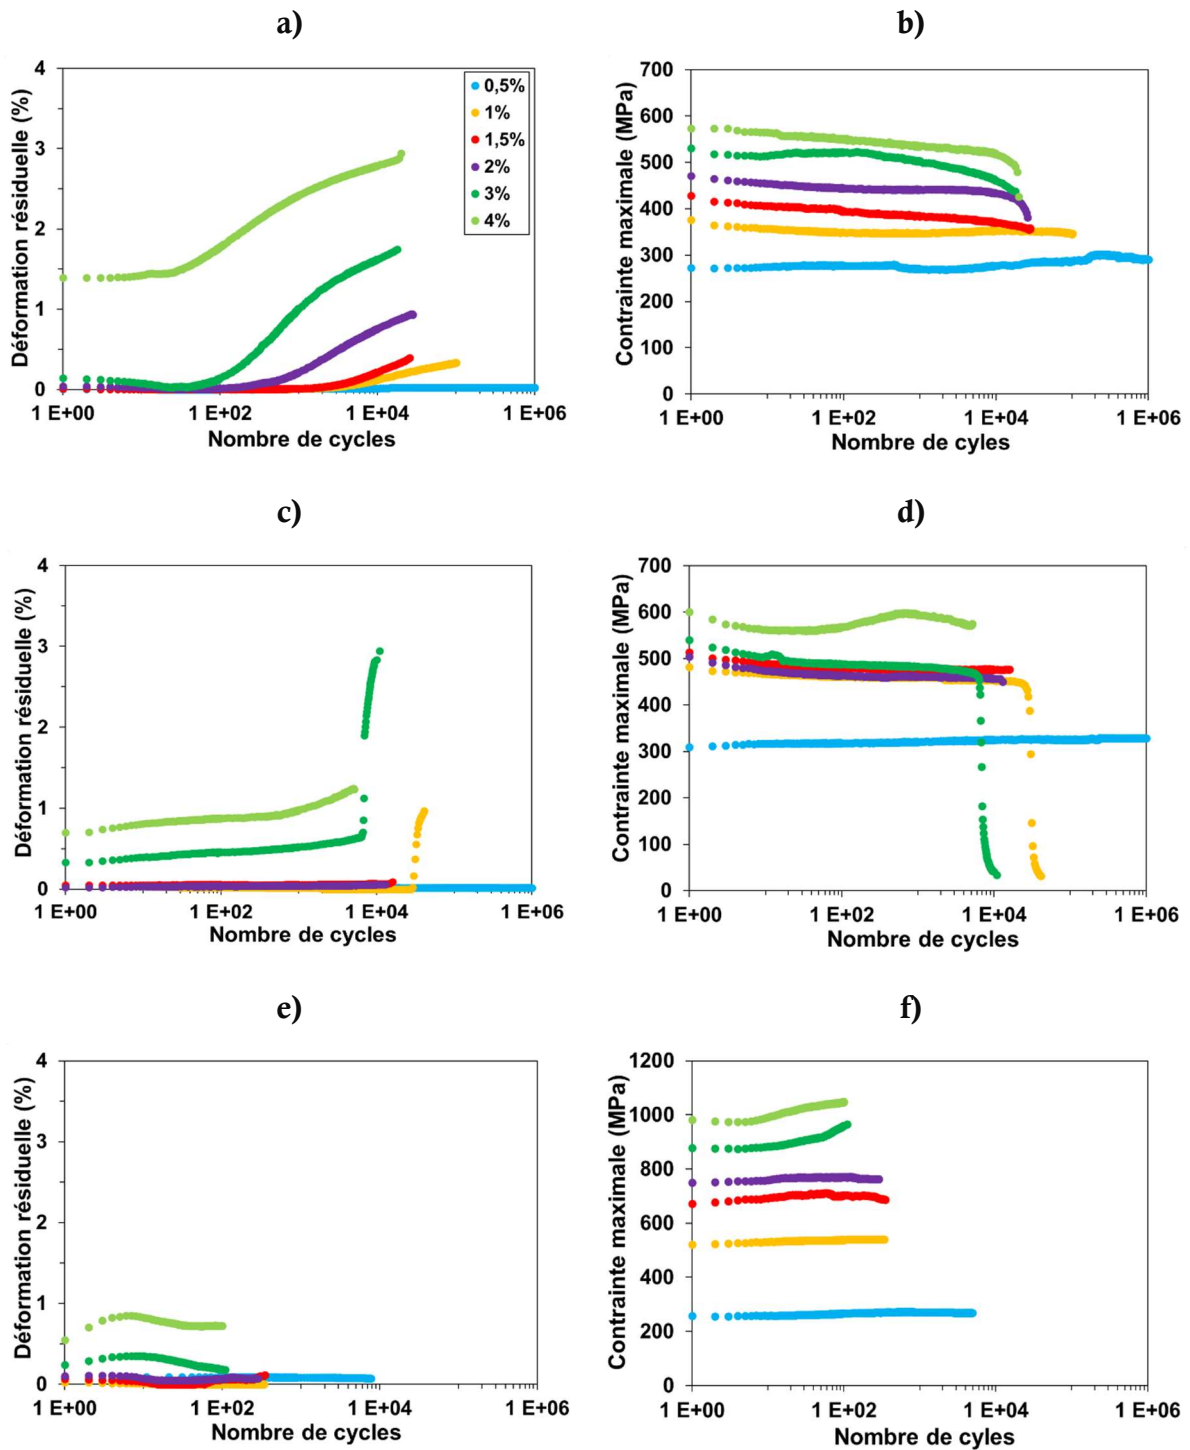 a)
Déformation résiduelle (%)
4
3
2
1
0
1 E+00
1 E+02
1 E+04
1 E+06
Nombre de cycles
0,5%
1%
1,5%
2%
3%
4%
b)
Contrainte maximale (MPa)
700
600
500
400
300
200
100
0
1 E+00
1 E+02
1 E+04
1 E+06
Nombre de cyles
c)
Déformation résiduelle (%)
4
3
2
1
0
1 E+00
1 E+02
1 E+04
1 E+06
Nombre de cycles
d)
Contrainte maximale (MPa)
700
600
500
400
300
200
100
0
1 E+00
1 E+02
1 E+04
1 E+06
Nombre de cycles
e)
Déformation résiduelle (%)
4
3
2
1
0
1 E+00
1 E+02
1 E+04
1 E+06
Nombre de cycles
f)
Contrainte maximale (MPa)
1200
1000
800
600
400
200
0
1 E+00
1 E+02
1 E+04
1 E+06
Nombre de cyles